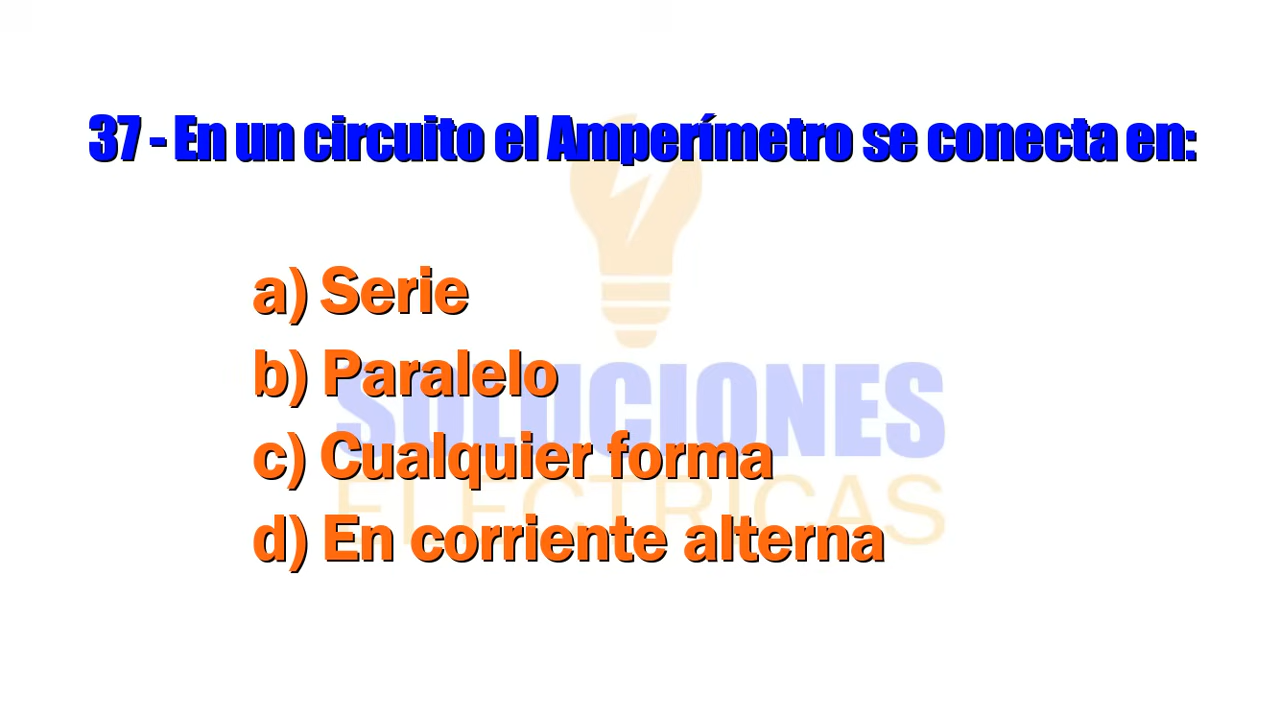 37 - En un circuito el Amperímetro se conecta en:
a) Serie
b) Paralelo
c) Cualquier forma
d) En corriente alterna
SOLUCIONES
ELECTRICAS